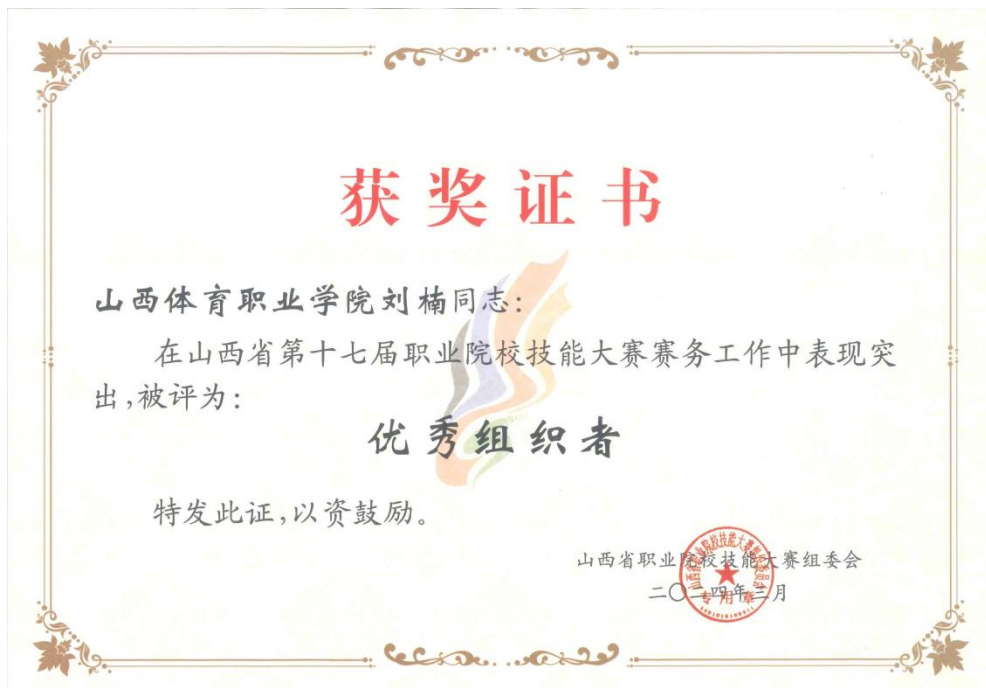 获奖证书
山西体育职业学院刘楠同志：
在山西省第十七届职业院校技能大赛赛务工作中表现突
出，被评为：
优秀组织者
特发此证，以资鼓励。
山西省职业院校技能大赛组委会
二〇二四年三月
专用章